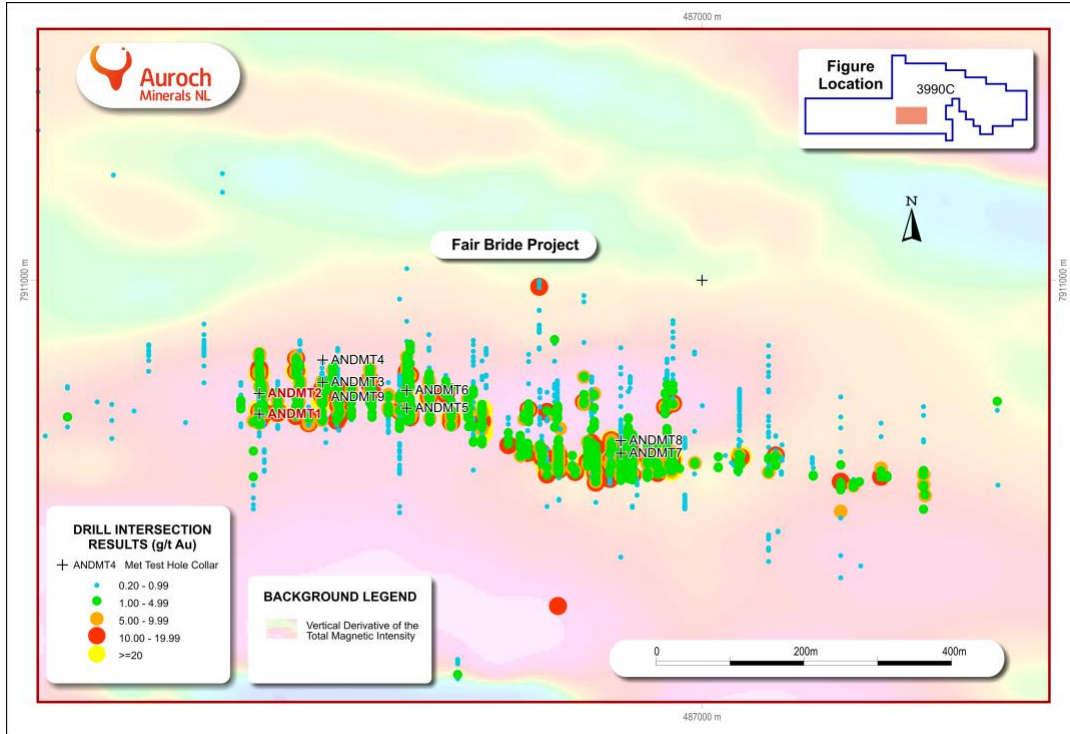 487000 m
Auroch
Minerals NL
Figure
Location
3990C
N
Fair Bride Project
7911000 m
7911000 m
ANDMT4
ANDMT3
ANDMT2
ANDMT9
ANDMT6
ANDMT1
ANDMT5
ANDMT8
ANDMT7
DRILL INTERSECTION
RESULTS (g/t Au)
ANDMT4 Met Test Hole Collar
0.20 - 0.99
1.00 - 4.99
5.00 - 9.99
10.00 - 19.99
>=20
BACKGROUND LEGEND
Vertical Derivative of the
Total Magnetic Intensity
0 200m 400m
487000 m